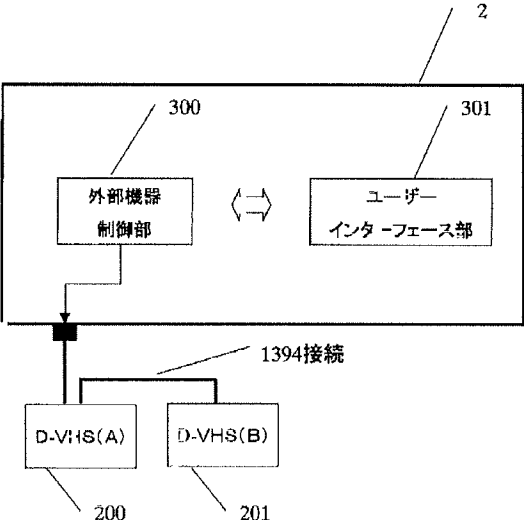 2
300
301
外部機器
制御部
ユーザー
インターフェース部
1394接続
D-VHS(A)
D-VHS(B)
200
201